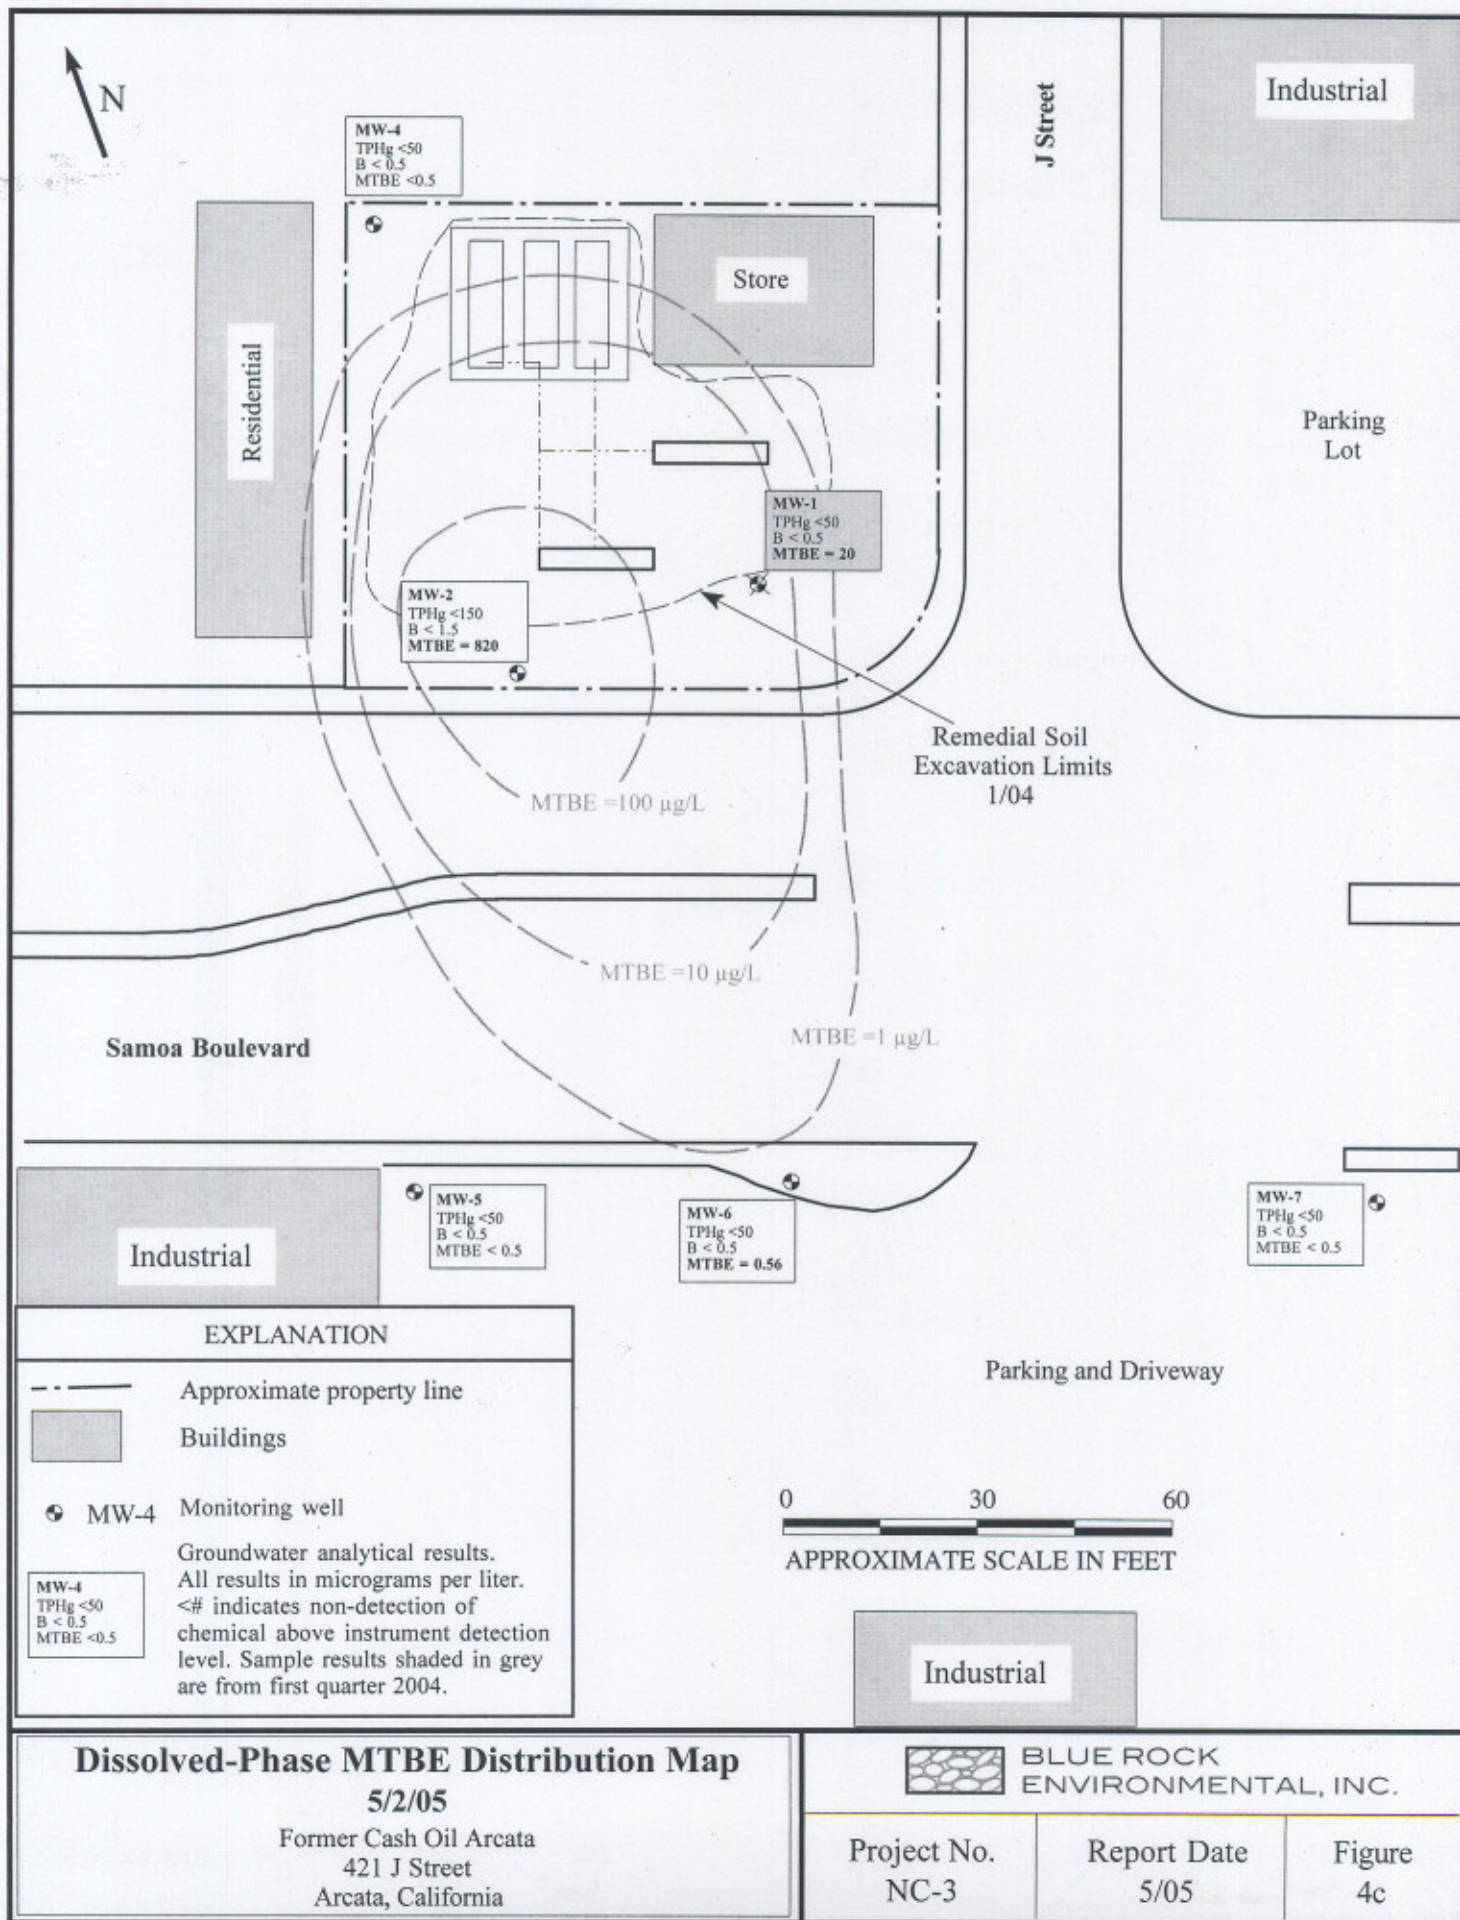 N
MW-4
TPHg <50
B < 0.5
MTBE <0.5
J Street
Industrial
Store
Residential
Parking
Lot
MW-1
TPHg <50
B < 0.5
MTBE = 20
MW-2
TPHg <150
B < 1.5
MTBE = 820
Remedial Soil
Excavation Limits
1/04
MTBE =100 µg/L
MTBE =10 µg/L
MTBE =1 µg/L
Samoa Boulevard
MW-5
TPHg <50
B < 0.5
MTBE < 0.5
MW-6
TPHg <50
B < 0.5
MTBE = 0.56
MW-7
TPHg <50
B < 0.5
MTBE < 0.5
Industrial
EXPLANATION
Approximate property line
Buildings
MW-4 Monitoring well
MW-4
TPHg <50
B < 0.5
MTBE <0.5
Groundwater analytical results.
All results in micrograms per liter.
<# indicates non-detection of
chemical above instrument detection
level. Sample results shaded in grey
are from first quarter 2004.
Parking and Driveway
0 30 60
APPROXIMATE SCALE IN FEET
Industrial
Dissolved-Phase MTBE Distribution Map
5/2/05
Former Cash Oil Arcata
421 J Street
Arcata, California
BLUE ROCK
ENVIRONMENTAL, INC.
Project No.
NC-3
Report Date
5/05
Figure
4c